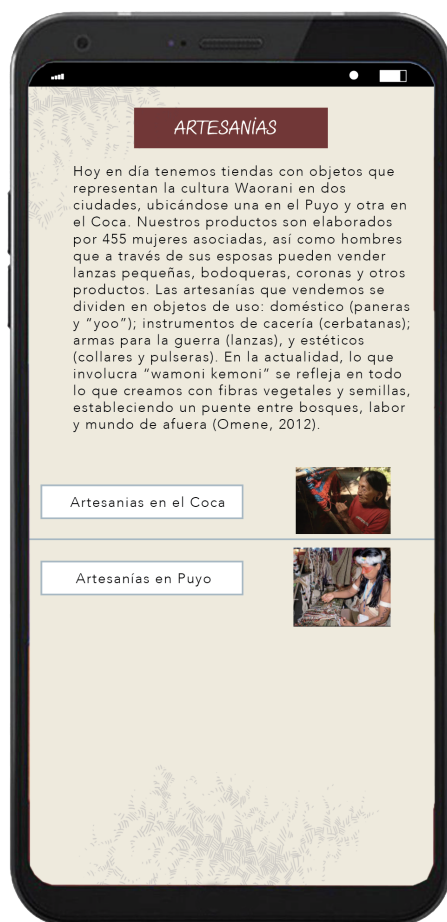 ARTESANÍAS
Hoy en día tenemos tiendas con objetos que
representan la cultura Waorani en dos
ciudades, ubicándose una en el Puyo y otra en
el Coca. Nuestros productos son elaborados
por 455 mujeres asociadas, así como hombres
que a través de sus esposas pueden vender
lanzas pequeñas, bodoqueras, coronas y otros
productos. Las artesanías que vendemos se
dividen en objetos de uso: doméstico (paneras
y “yoo”); instrumentos de cacería (cerbatanas);
armas para la guerra (lanzas), y estéticos
(collares y pulseras). En la actualidad, lo que
involucra “wamoni kemoni” se refleja en todo
lo que creamos con fibras vegetales y semillas,
estableciendo un puente entre bosques, labor
y mundo de afuera (Omene, 2012).
Artesanias en el Coca
Artesanías en Puyo